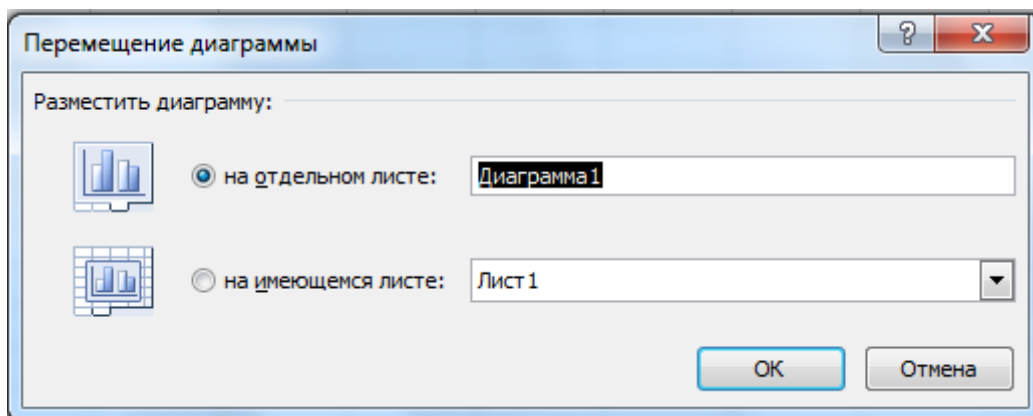 Перемещение диаграммы
Разместить диаграмму:
на отдельном листе: Диаграмма1
на имеющемся листе: Лист1
ОК Отмена